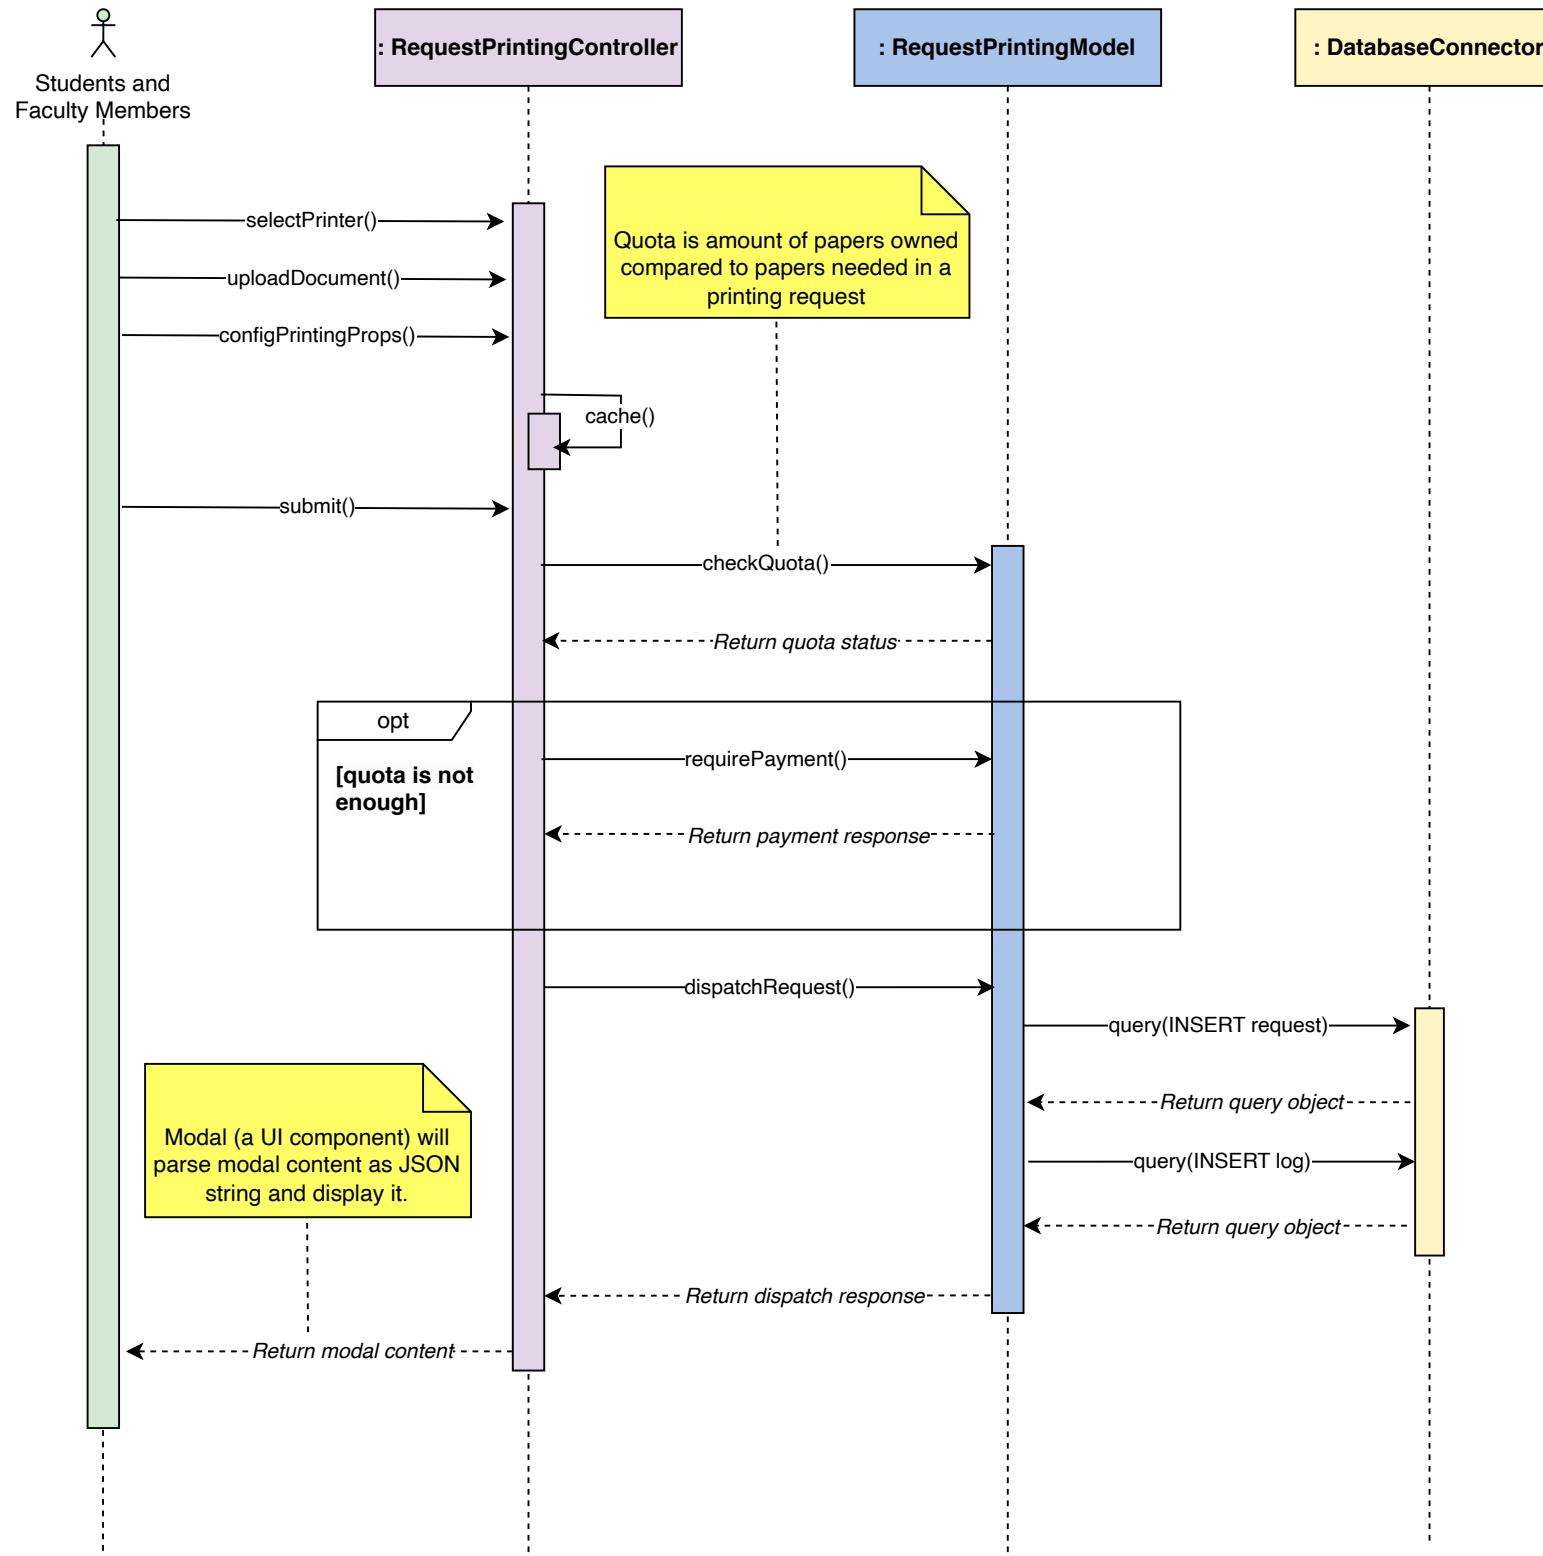 Students and
Faculty Members
: RequestPrintingController
: RequestPrintingModel
: DatabaseConnector
selectPrinter()
Quota is amount of papers owned
compared to papers needed in a
printing request
uploadDocument()
configPrintingProps()
cache()
submit()
checkQuota()
Return quota status
opt
[quota is not
enough]
requirePayment()
Return payment response
dispatchRequest()
query(INSERT request)
Return query object
Modal (a UI component) will
parse modal content as JSON
string and display it.
query(INSERT log)
Return query object
Return dispatch response
Return modal content